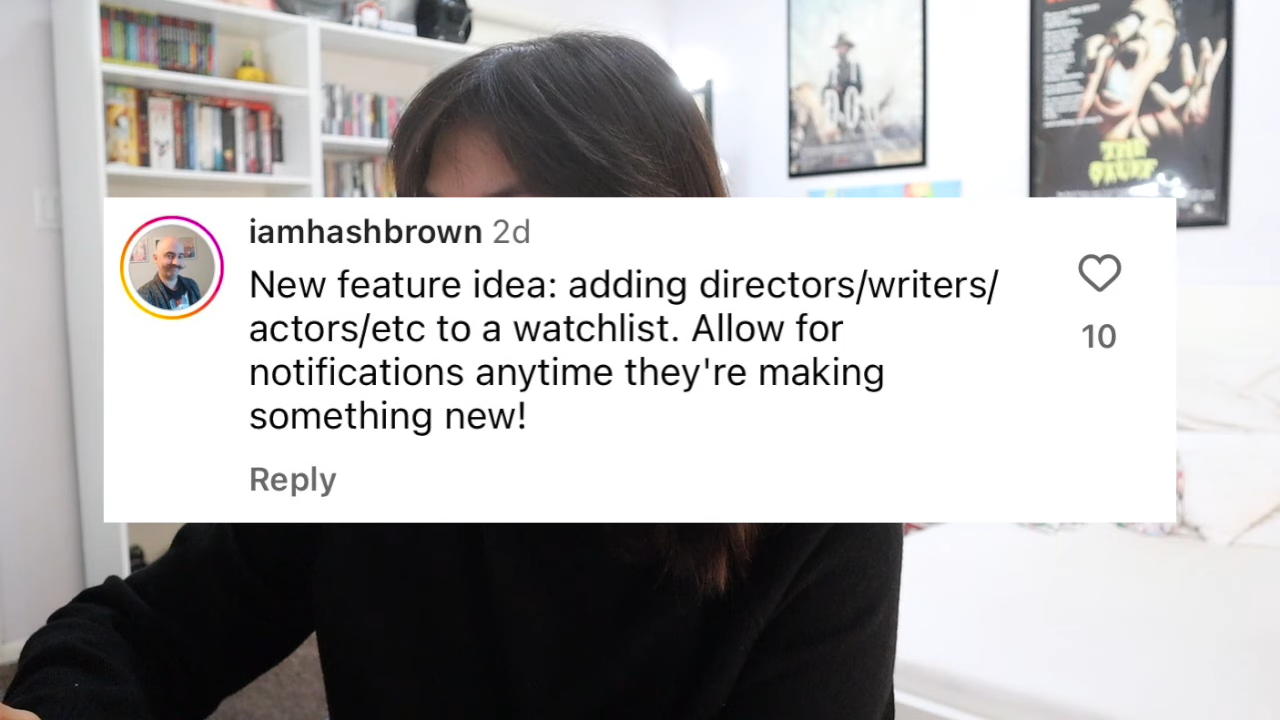 iamhashbrown 2d
New feature idea: adding directors/writers/
actors/etc to a watchlist. Allow for
notifications anytime they're making
something new!
10
Reply
THE